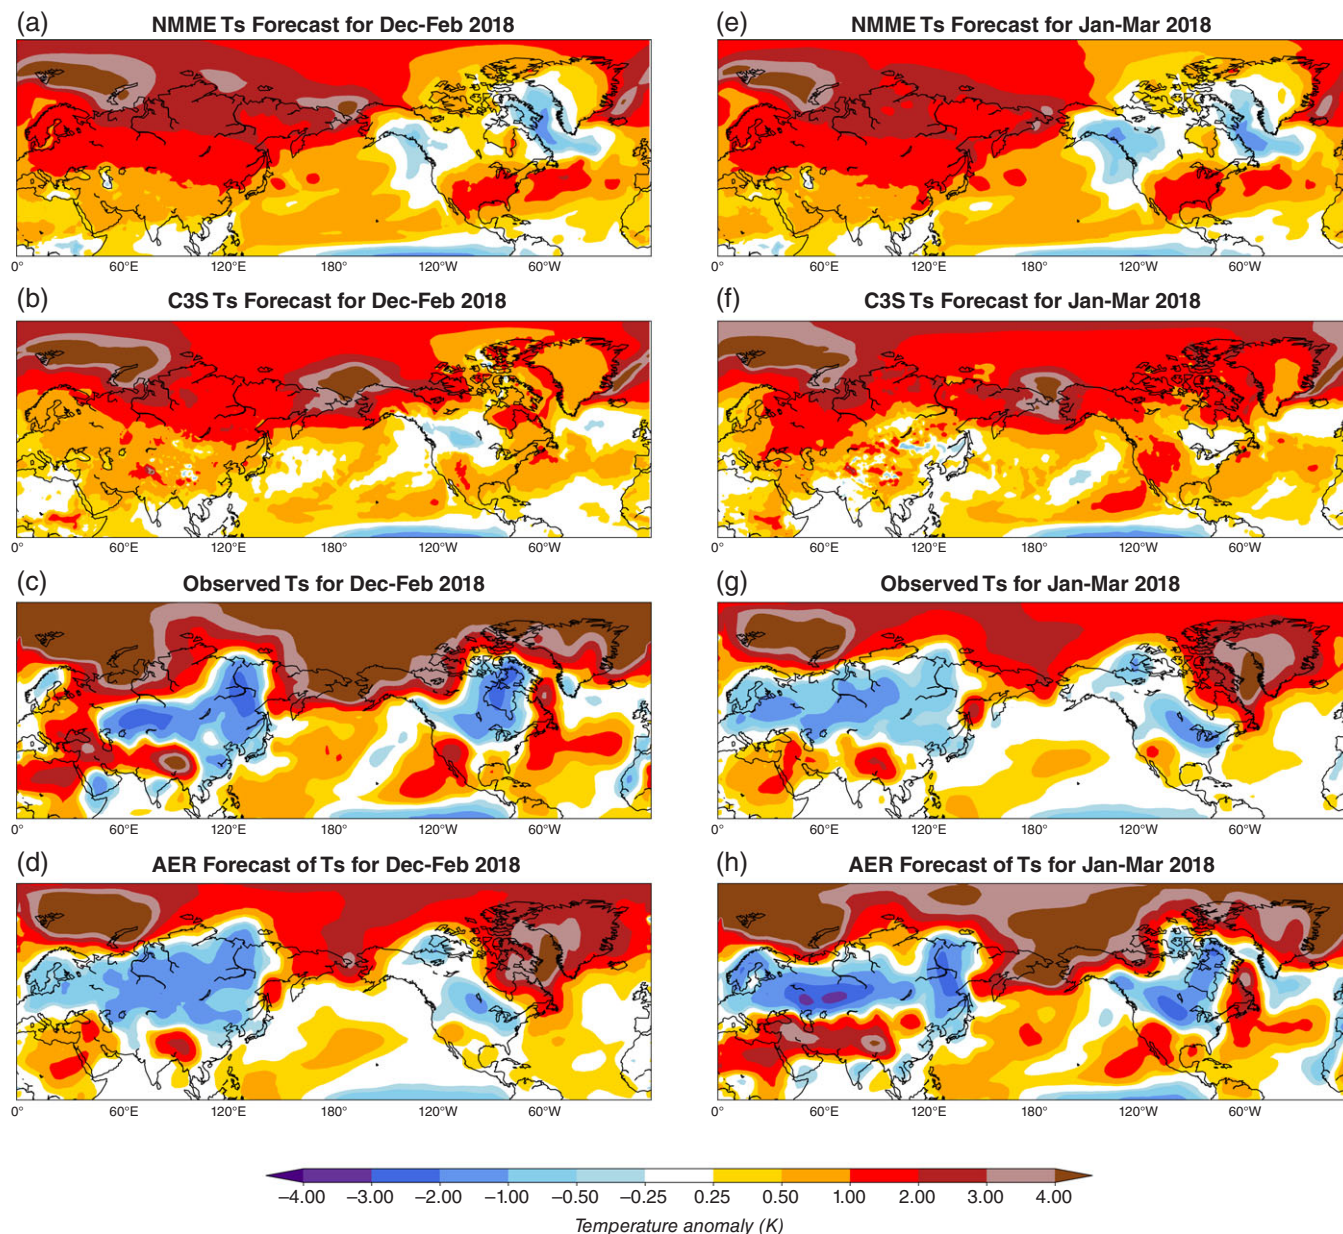 (a) NMME Ts Forecast for Dec-Feb 2018
0° 60°E 120°E 180° 120°W 60°W
(b) C3S Ts Forecast for Dec-Feb 2018
0° 60°E 120°E 180° 120°W 60°W
(c) Observed Ts for Dec-Feb 2018
0° 60°E 120°E 180° 120°W 60°W
(d) AER Forecast of Ts for Dec-Feb 2018
0° 60°E 120°E 180° 120°W 60°W
(e) NMME Ts Forecast for Jan-Mar 2018
0° 60°E 120°E 180° 120°W 60°W
(f) C3S Ts Forecast for Jan-Mar 2018
0° 60°E 120°E 180° 120°W 60°W
(g) Observed Ts for Jan-Mar 2018
0° 60°E 120°E 180° 120°W 60°W
(h) AER Forecast of Ts for Jan-Mar 2018
0° 60°E 120°E 180° 120°W 60°W
−4.00 −3.00 −2.00 −1.00 −0.50 −0.25 0.25 0.50 1.00 2.00 3.00 4.00
Temperature anomaly (K)